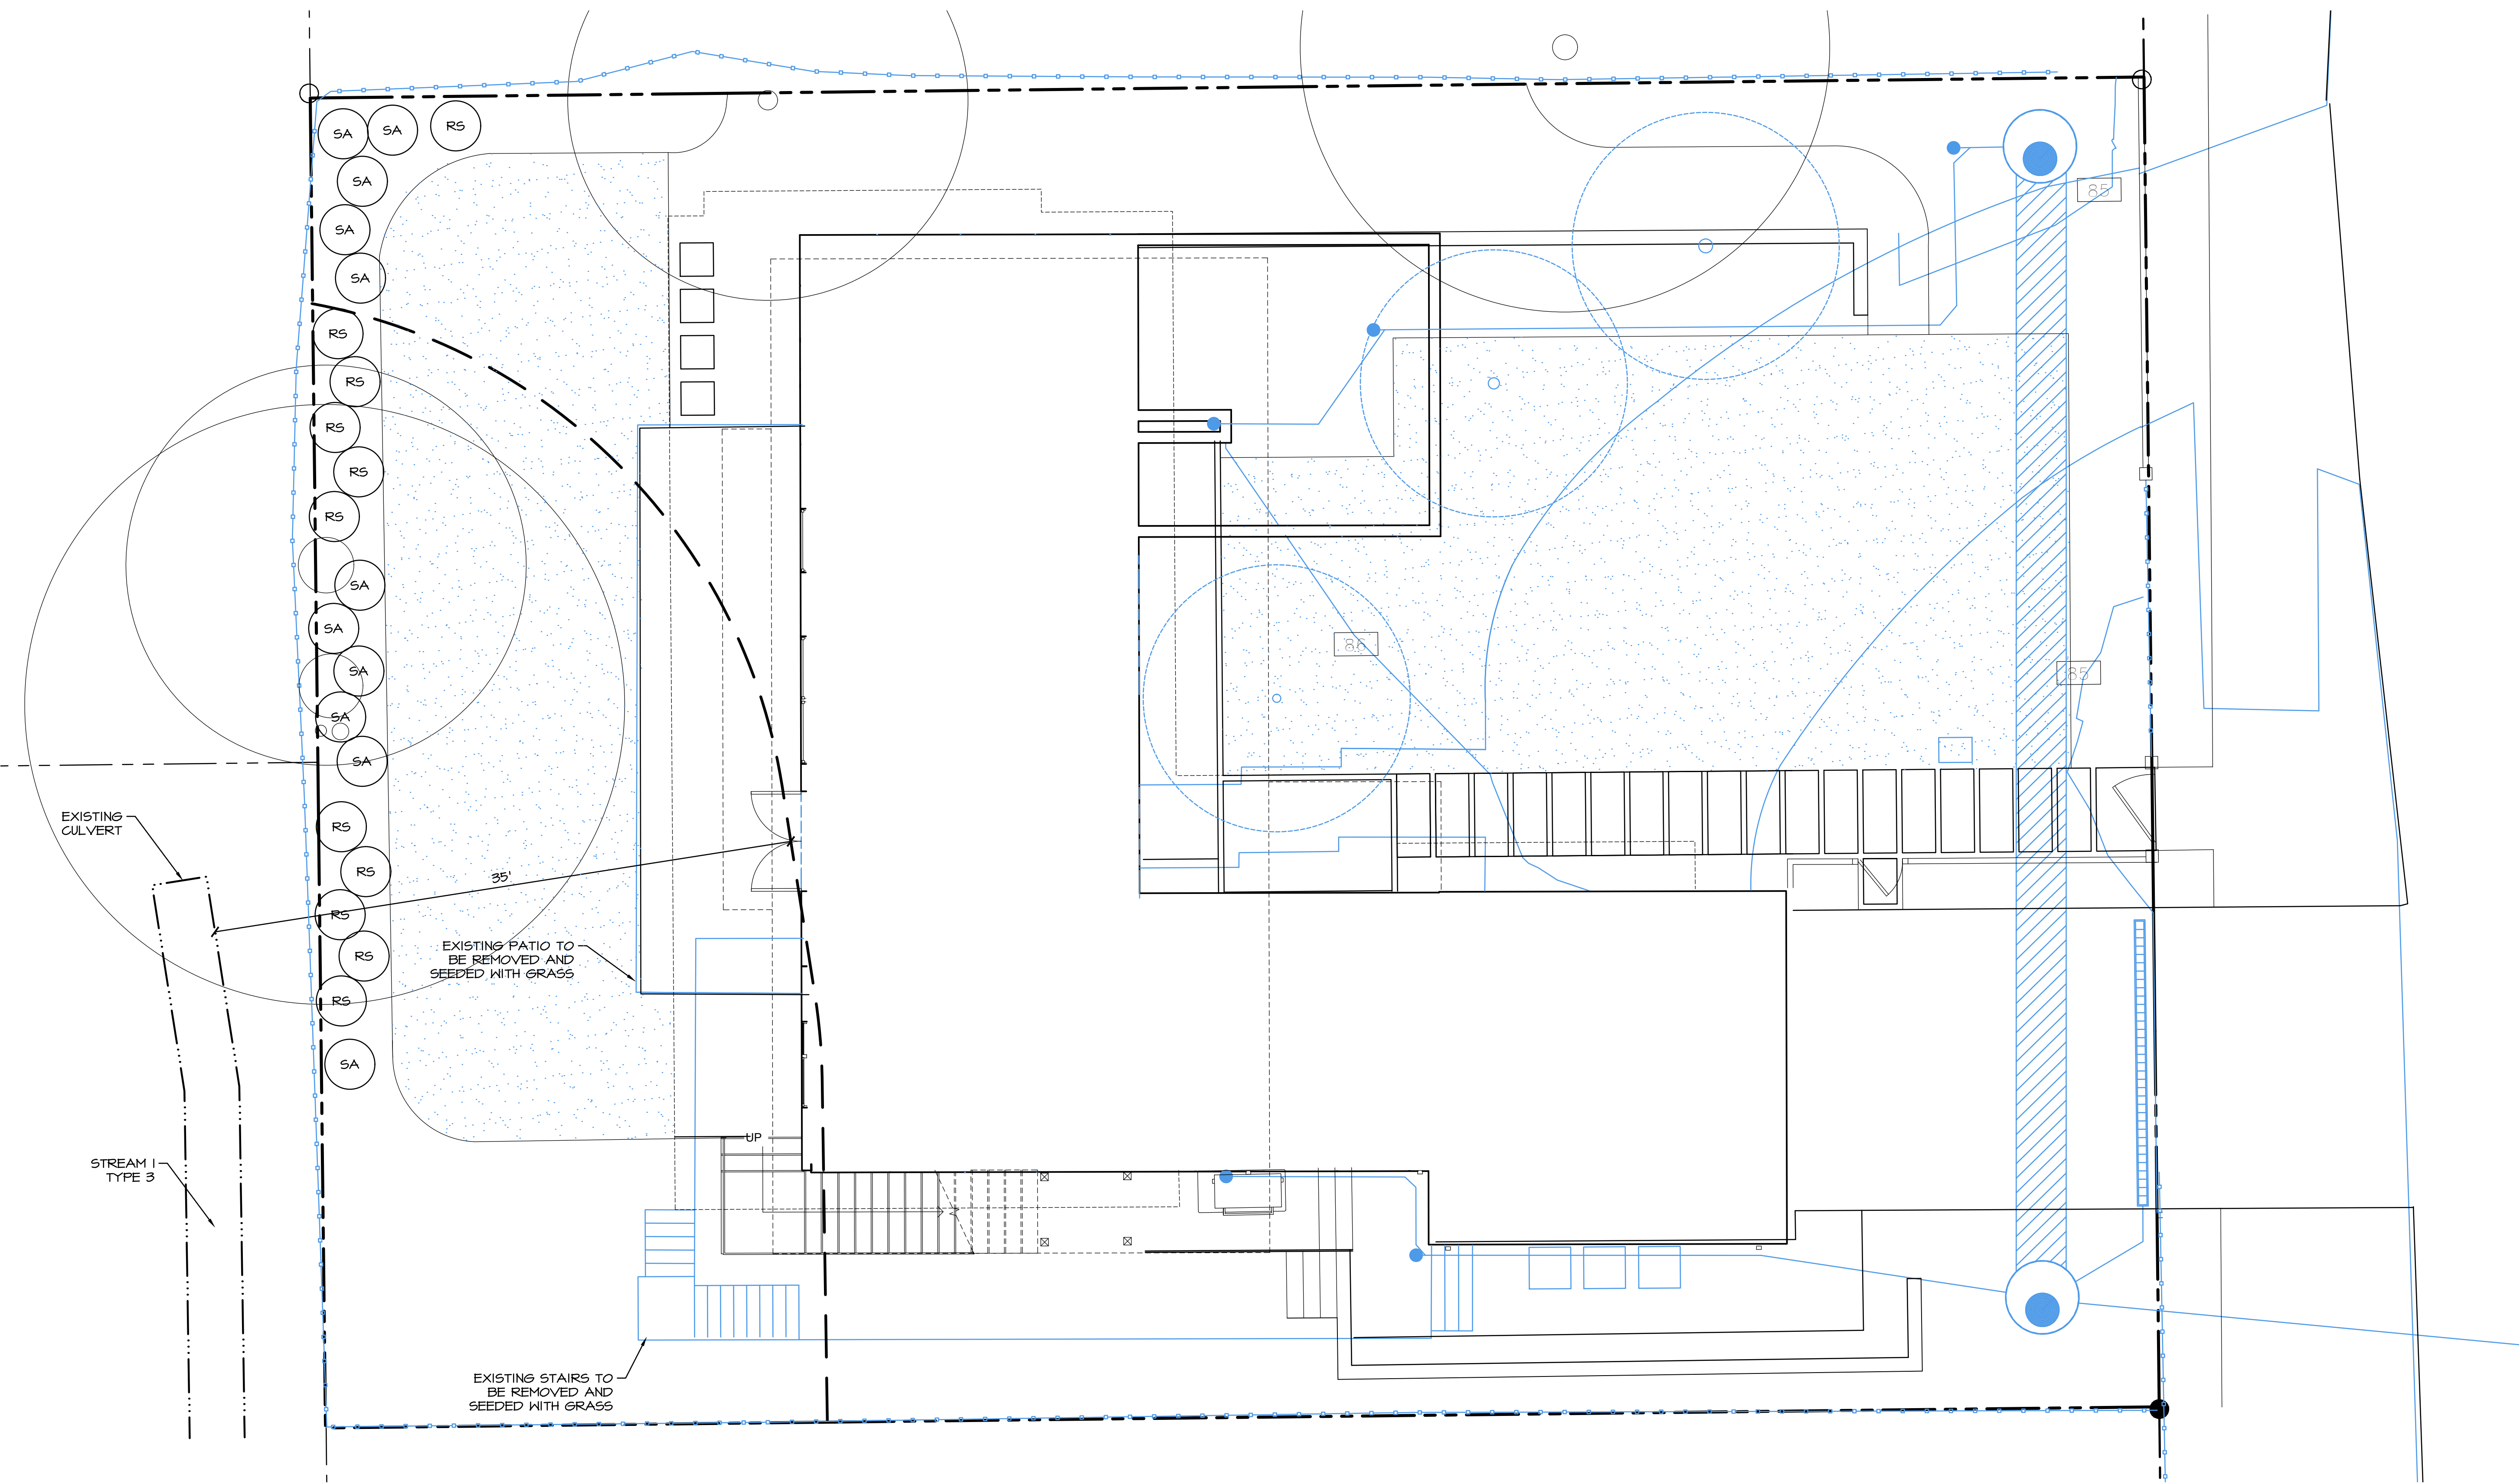 SA
SA
RS
SA
85
SA
SA
RS
RS
RS
RS
RS
SA
SA
86
SA
85
SA
SA
EXISTING
CULVERT
RS
RS
35'
RS
EXISTING PATIO TO
BE REMOVED AND
SEEDED WITH GRASS
RS
RS
SA
UP
STREAM 1
TYPE 3
EXISTING STAIRS TO
BE REMOVED AND
SEEDED WITH GRASS